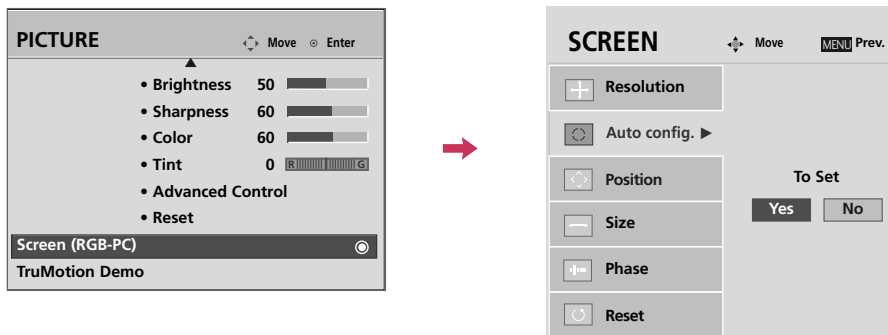 PICTURE
Move
Enter
• Brightness 50
• Sharpness 60
• Color 60
• Tint 0 R G
• Advanced Control
• Reset
Screen (RGB-PC)
TruMotion Demo
SCREEN
Move
MENU Prev.
Resolution
Auto config. ►
Position
Size
Phase
Reset
To Set
Yes No